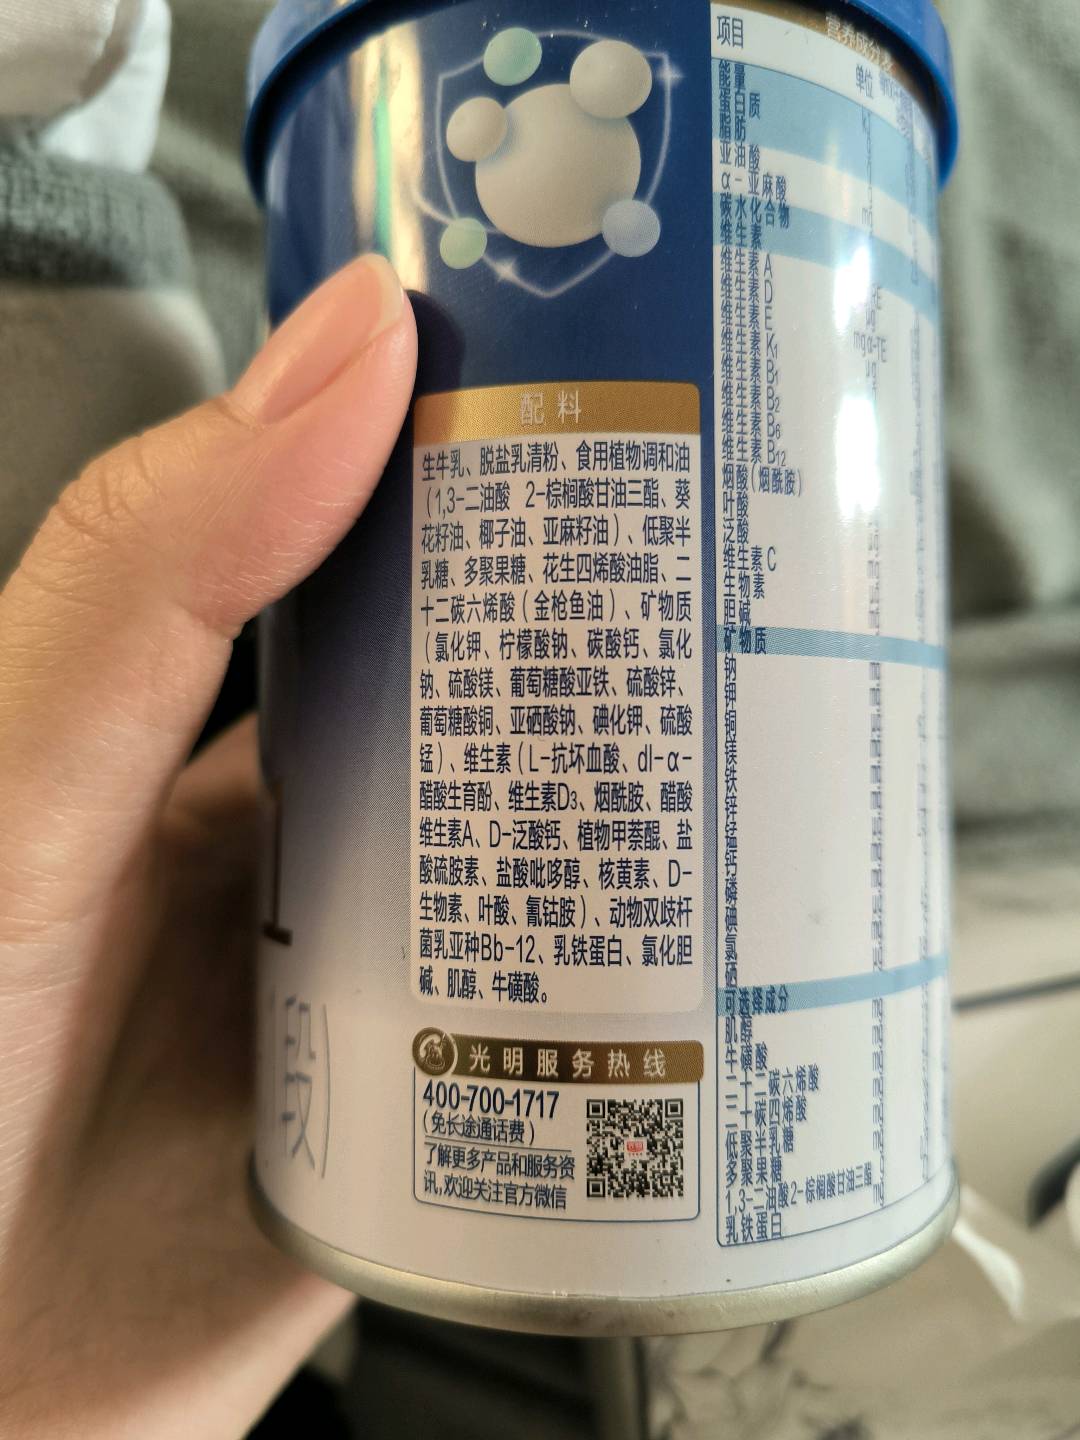 配料
生牛乳、脱盐乳清粉、食用植物调和油
(1,3-二油酸 2-棕榈酸甘油三酯、葵
花籽油、椰子油、亚麻籽油)、低聚半
乳糖、多聚果糖、花生四烯酸油脂、二
十二碳六烯酸(金枪鱼油)、矿物质
(氯化钾、柠檬酸钠、碳酸钙、氯化
钠、硫酸镁、葡萄糖酸亚铁、硫酸锌、
葡萄糖酸铜、亚硒酸钠、碘化钾、硫酸
锰)、维生素(L-抗坏血酸、dl-α-
醋酸生育酚、维生素D3、烟酰胺、醋酸
维生素A、D-泛酸钙、植物甲萘醌、盐
酸硫胺素、盐酸吡哆醇、核黄素、D-
生物素、叶酸、氰钴胺)、动物双歧杆
菌乳亚种Bb-12、乳铁蛋白、氯化胆
碱、肌醇、牛磺酸。
光明服务热线
400-700-1717
(免长途通话费)
了解更多产品和服务资
讯,欢迎关注官方微信
段)
营养成分表
项目 单位
能量
蛋白质
脂肪
亚油酸
α-亚麻酸
碳水化合物
维生素A
维生素D
维生素E mg α-TE
维生素K1
维生素B1
维生素B2
维生素B6
维生素B12
烟酸(烟酰胺)
叶酸
泛酸
维生素C
生物素
胆碱
矿物质
钠
钾
铜
镁
铁
锌
锰
钙
磷
碘
氯
硒
可选择成分
肌醇
牛磺酸
二十二碳六烯酸
二十碳四烯酸
低聚半乳糖
多聚果糖
1,3-二油酸2-棕榈酸甘油三酯
乳铁蛋白